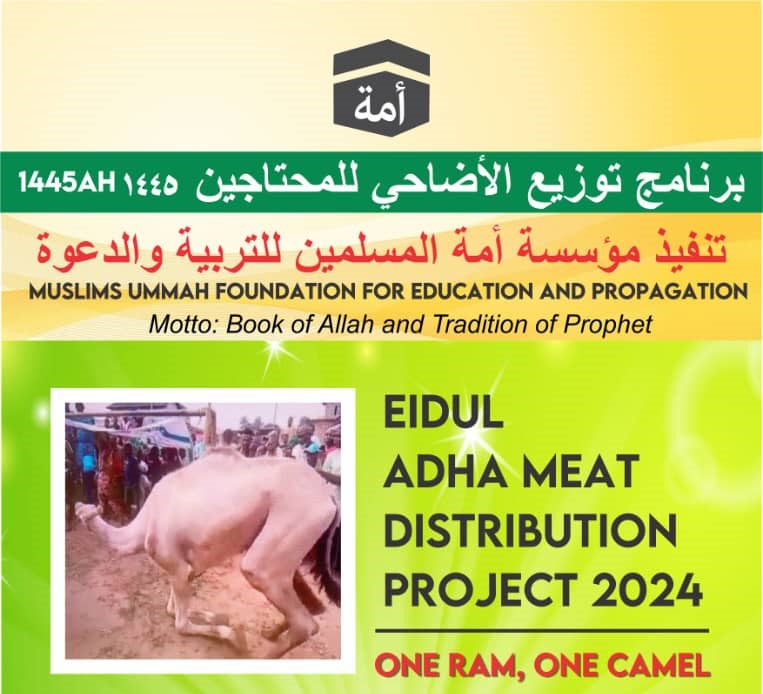 أمة
برنامج توزيع الأضاحي للمحتاجين ١٤٤٥ 1445AH
تنفيذ مؤسسة أمة المسلمين للتربية والدعوة
MUSLIMS UMMAH FOUNDATION FOR EDUCATION AND PROPAGATION
Motto: Book of Allah and Tradition of Prophet
EIDUL
ADHA MEAT
DISTRIBUTION
PROJECT 2024
ONE RAM, ONE CAMEL